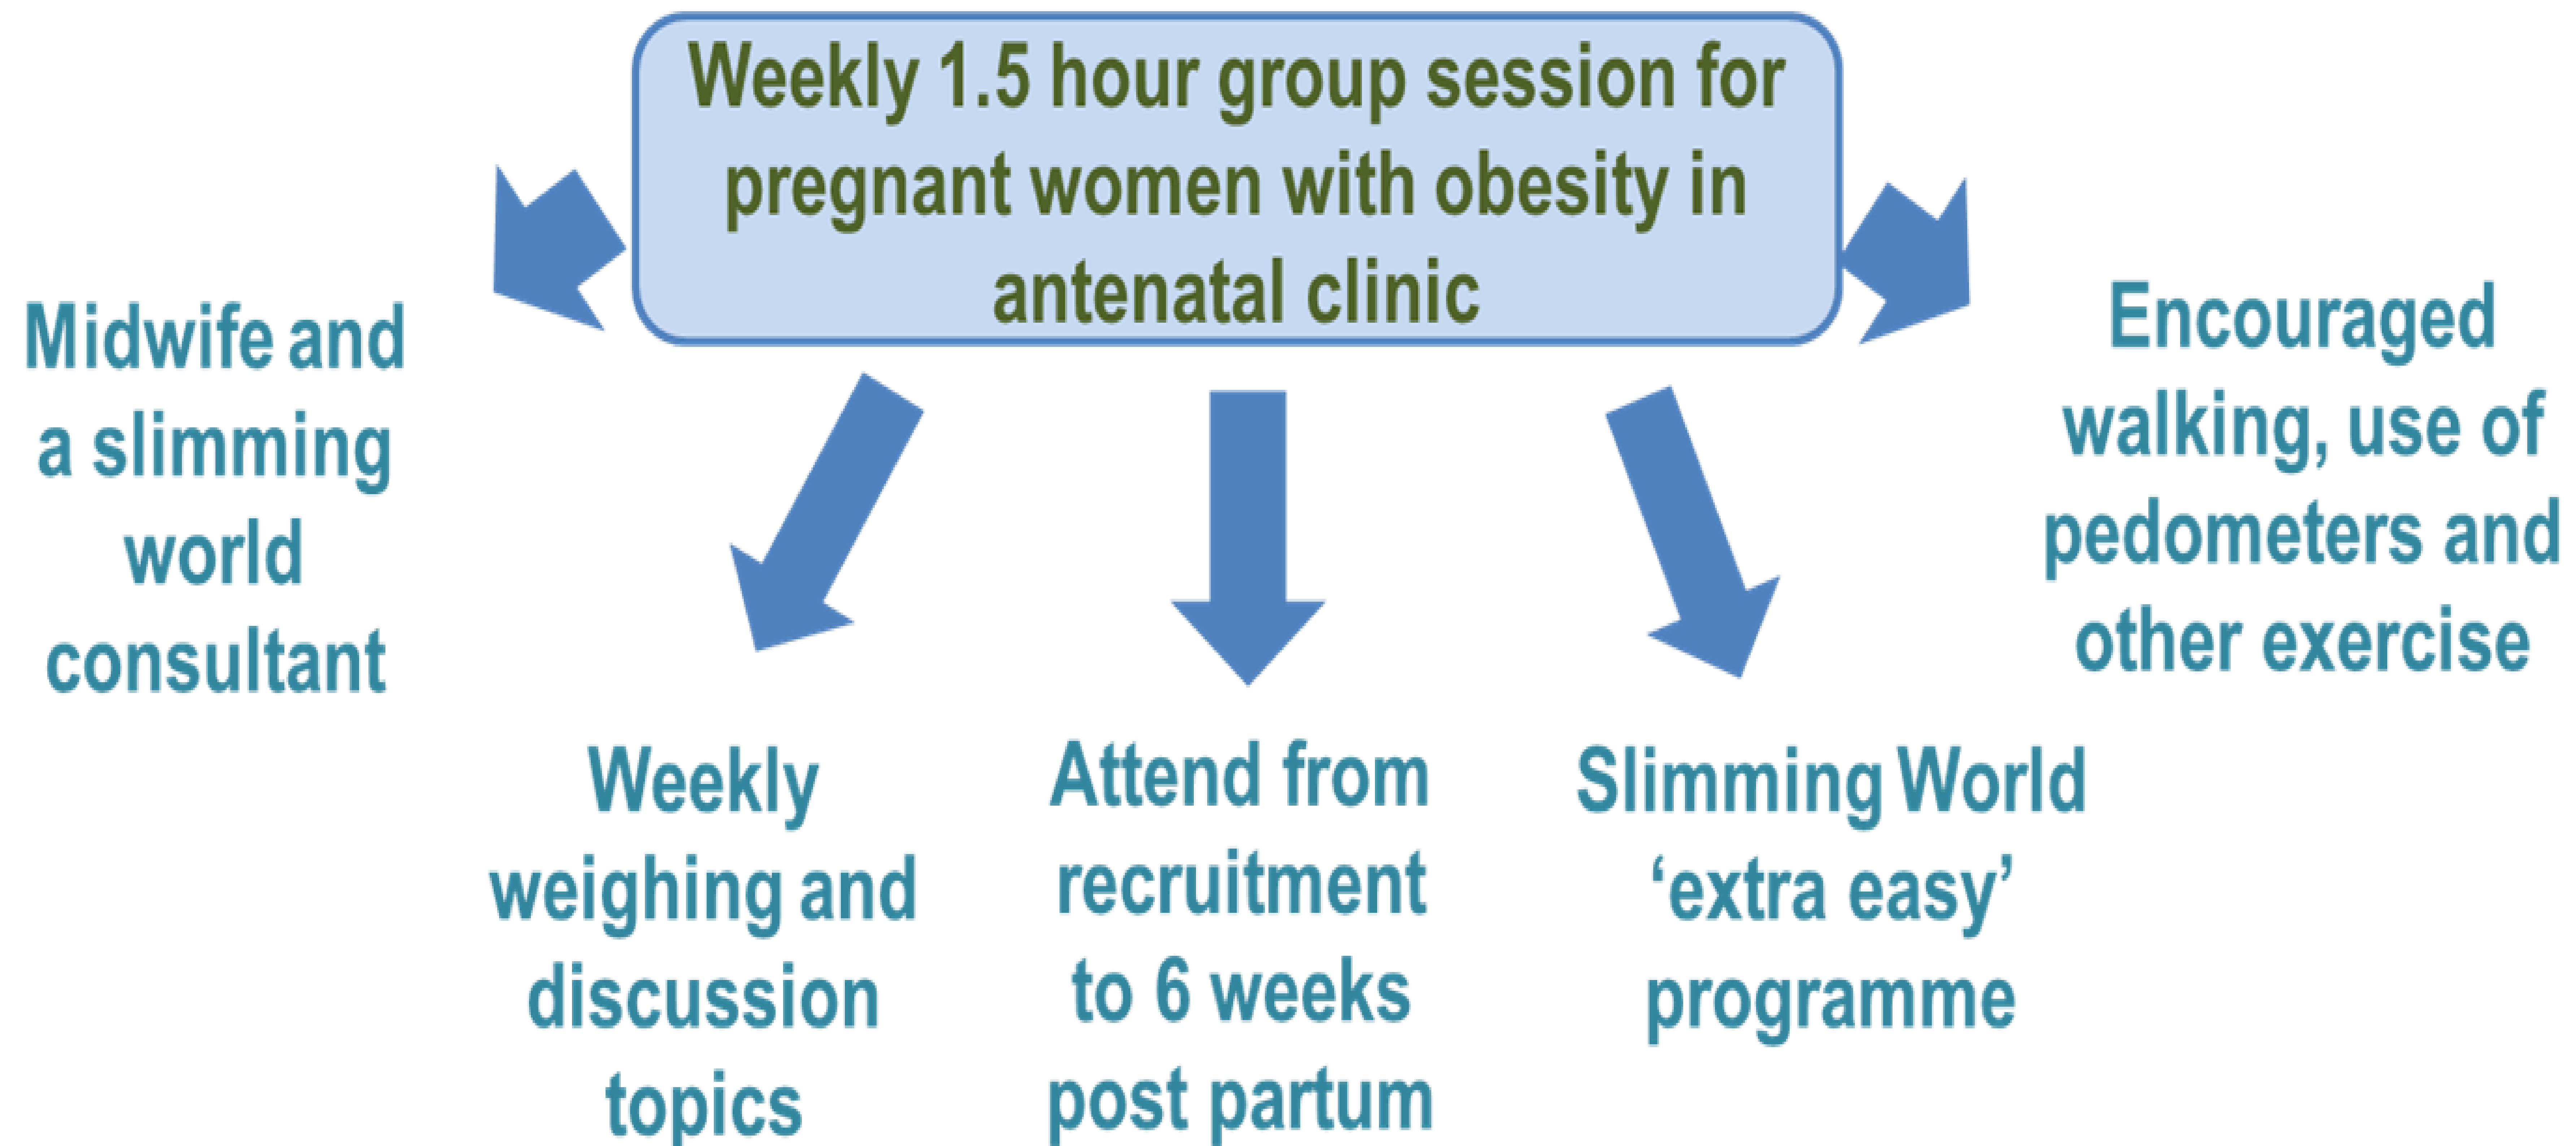 Weekly 1.5 hour group session for
pregnant women with obesity in
antenatal clinic
Midwife and
a slimming
world
consultant
Weekly
weighing and
discussion
topics
Attend from
recruitment
to 6 weeks
post partum
Slimming World
‘extra easy’
programme
Encouraged
walking, use of
pedometers and
other exercise